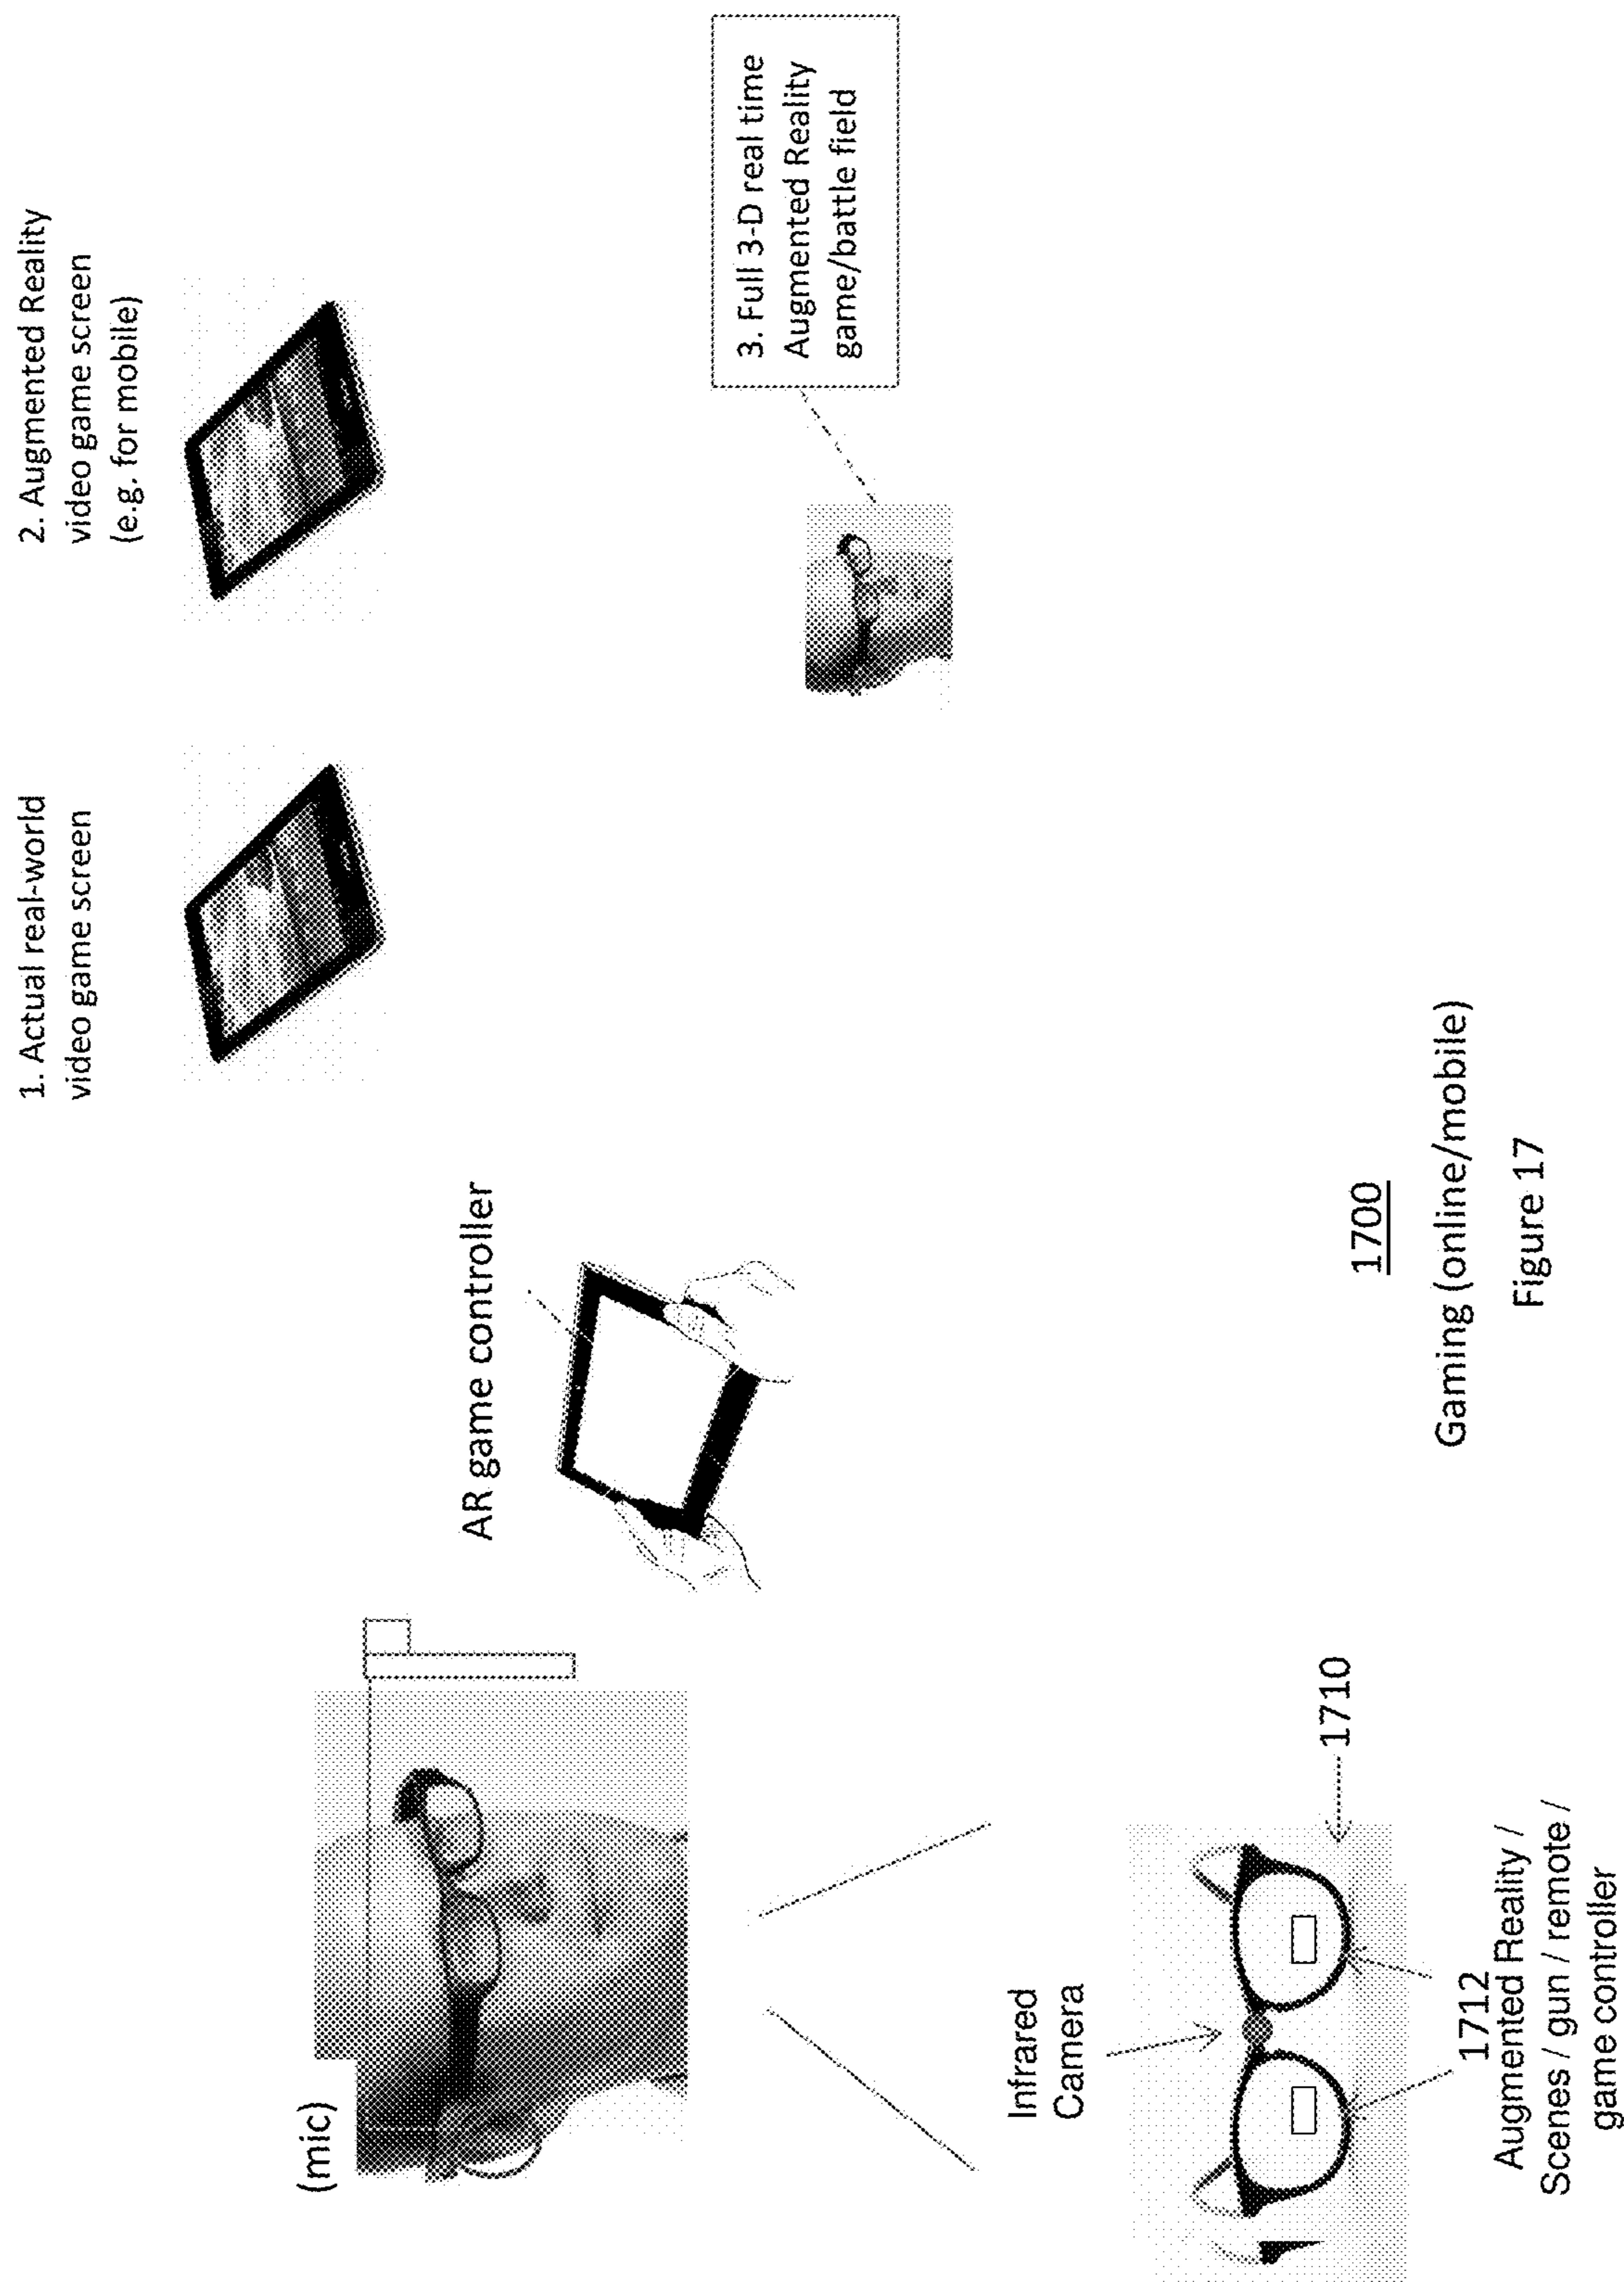 1. Actual real-world
video game screen
2. Augmented Reality
video game screen
(e.g. for mobile)
(mic)
AR game controller
3. Full 3-D real time
Augmented Reality
game/battle field
Infrared
Camera
1710
1712
Augmented Reality /
Scenes / gun / remote /
game controller
1700
Gaming (online/mobile)
Figure 17